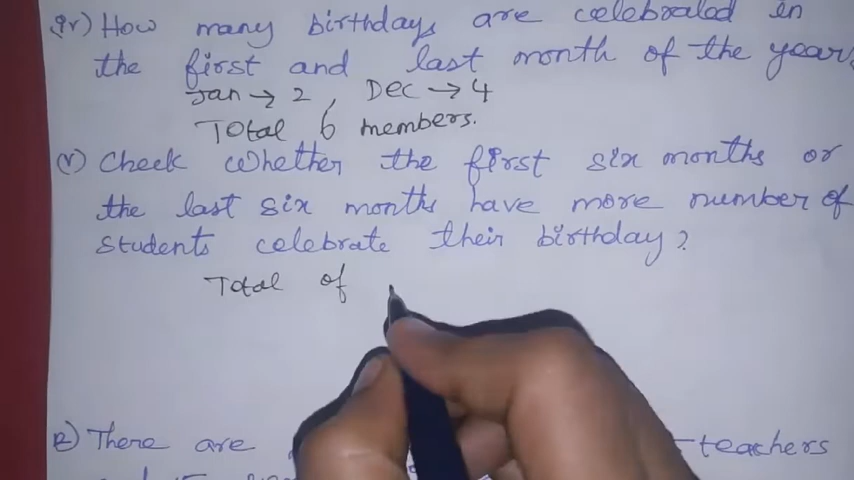 iv) How many birthdays are celebrated in
the first and last month of the year
Jan → 2 , Dec → 4
Total 6 members.
(v) Check whether the first six months or
the last six months have more number of
students celebrate their birthday?
Total of
2) There are teachers